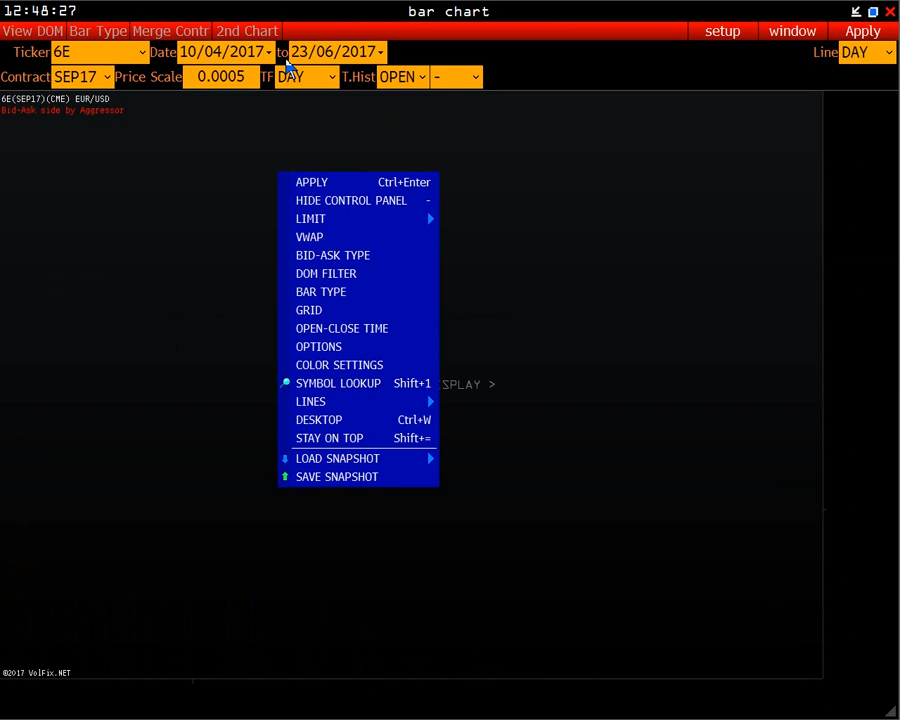 12:48:27 bar chart
View DOM Bar Type Merge Contr 2nd Chart setup window Apply
Ticker 6E Date 10/04/2017 to 23/06/2017 Line DAY
Contract SEP17 Price Scale 0.0005 TF DAY T.Hist OPEN -
6E(SEP17)(CME) EUR/USD
Bid-Ask side by Aggressor
APPLY Ctrl+Enter
HIDE CONTROL PANEL -
LIMIT
VWAP
BID-ASK TYPE
DOM FILTER
BAR TYPE
GRID
OPEN-CLOSE TIME
OPTIONS
COLOR SETTINGS
SYMBOL LOOKUP Shift+1
LINES
DESKTOP Ctrl+W
STAY ON TOP Shift+=
LOAD SNAPSHOT
SAVE SNAPSHOT
©2017 VolFix.NET